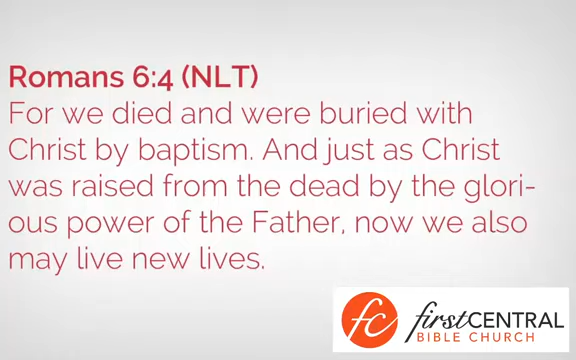 Romans 6:4 (NLT)
For we died and were buried with
Christ by baptism. And just as Christ
was raised from the dead by the glori-
ous power of the Father, now we also
may live new lives.
fc firstCENTRAL
BIBLE CHURCH